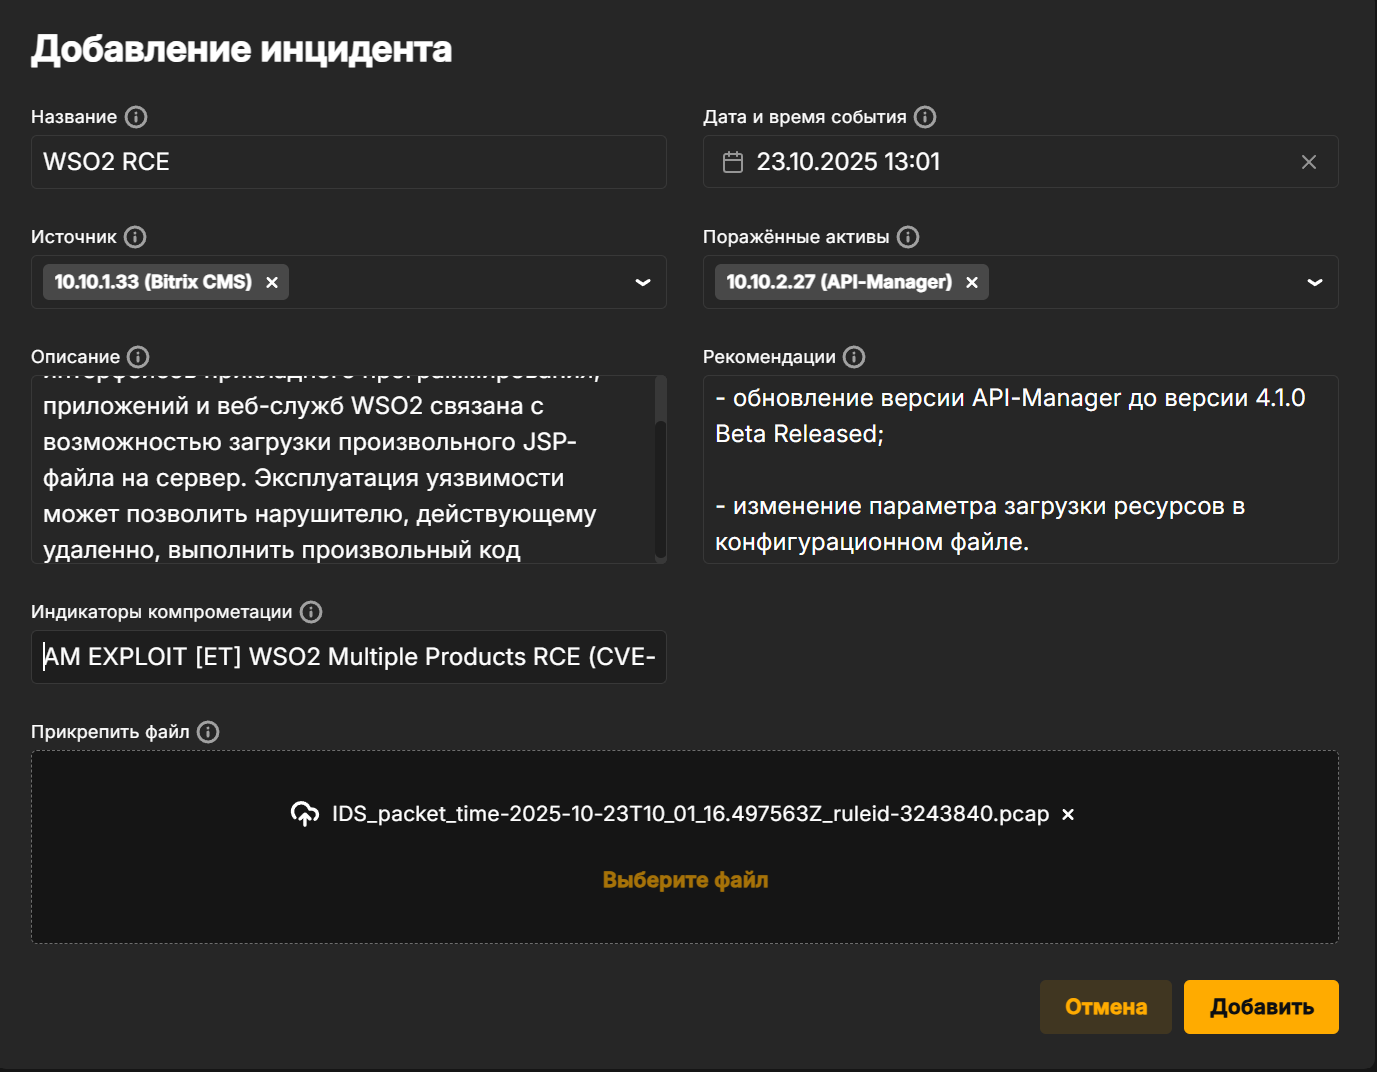 Добавление инцидента
Название
Дата и время события
WSO2 RCE
23.10.2025 13:01
Источник
Поражённые активы
10.10.1.33 (Bitrix CMS)
10.10.2.27 (API-Manager)
Описание
Рекомендации
интерфейсов прикладного программирования,
приложений и веб-служб WSO2 связана с
возможностью загрузки произвольного JSP-
файла на сервер. Эксплуатация уязвимости
может позволить нарушителю, действующему
удаленно, выполнить произвольный код
- обновление версии API-Manager до версии 4.1.0
Beta Released;
- изменение параметра загрузки ресурсов в
конфигурационном файле.
Индикаторы компрометации
AM EXPLOIT [ET] WSO2 Multiple Products RCE (CVE-
Прикрепить файл
IDS_packet_time-2025-10-23T10_01_16.497563Z_ruleid-3243840.pcap
Выберите файл
Отмена
Добавить